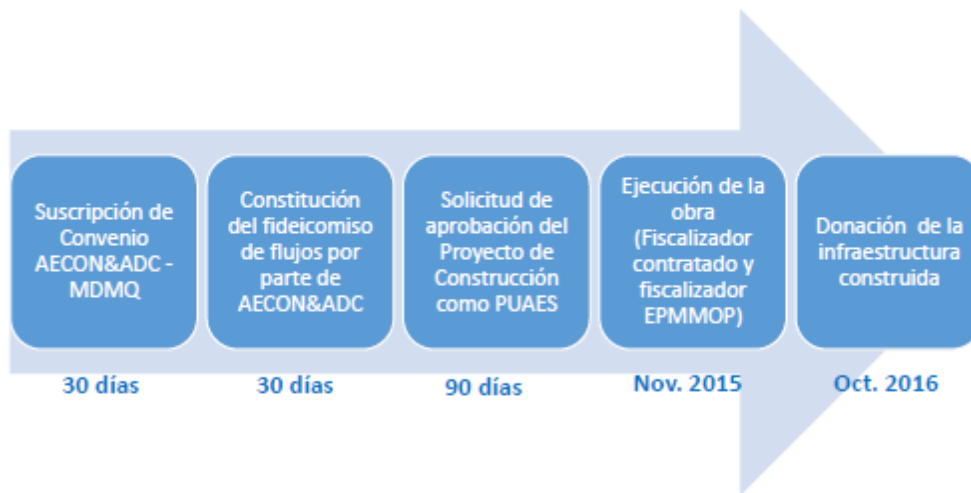 Suscripción de
Convenio
AECON&ADC -
MDMQ
Constitución
del fideicomiso
de flujos por
parte de
AECON&ADC
Solicitud de
aprobación del
Proyecto de
Construcción
como PUAES
Ejecución de la
obra
(Fiscalizador
contratado y
fiscalizador
EPMMOP)
Donación de la
infraestructura
construida
30 días
30 días
90 días
Nov. 2015
Oct. 2016